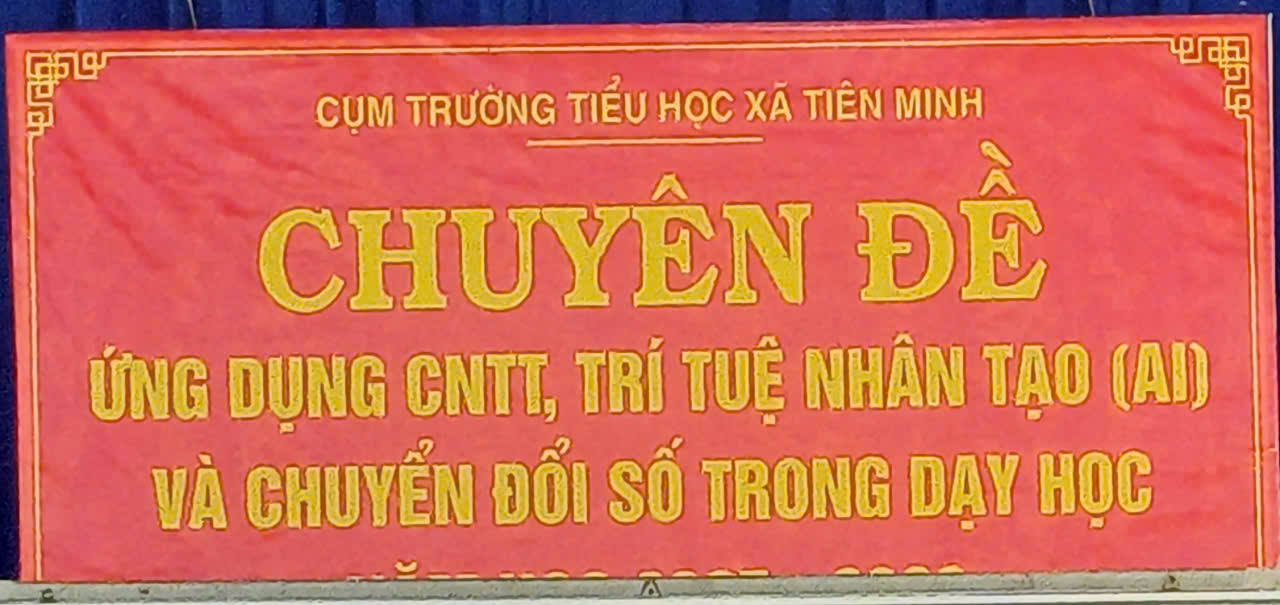 CỤM TRƯỜNG TIỂU HỌC XÃ TIÊN MINH
CHUYÊN ĐỀ
ỨNG DỤNG CNTT, TRÍ TUỆ NHÂN TẠO (AI)
VÀ CHUYỂN ĐỔI SỐ TRONG DẠY HỌC